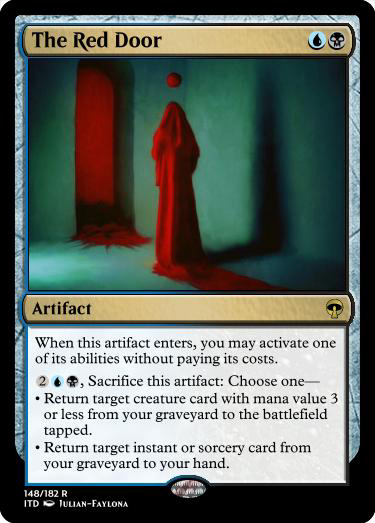 The Red Door
Artifact
When this artifact enters, you may activate one
of its abilities without paying its costs.
2, Sacrifice this artifact: Choose one—
• Return target creature card with mana value 3
or less from your graveyard to the battlefield
tapped.
• Return target instant or sorcery card from
your graveyard to your hand.
148/182 R
ITD Julian-Faylona